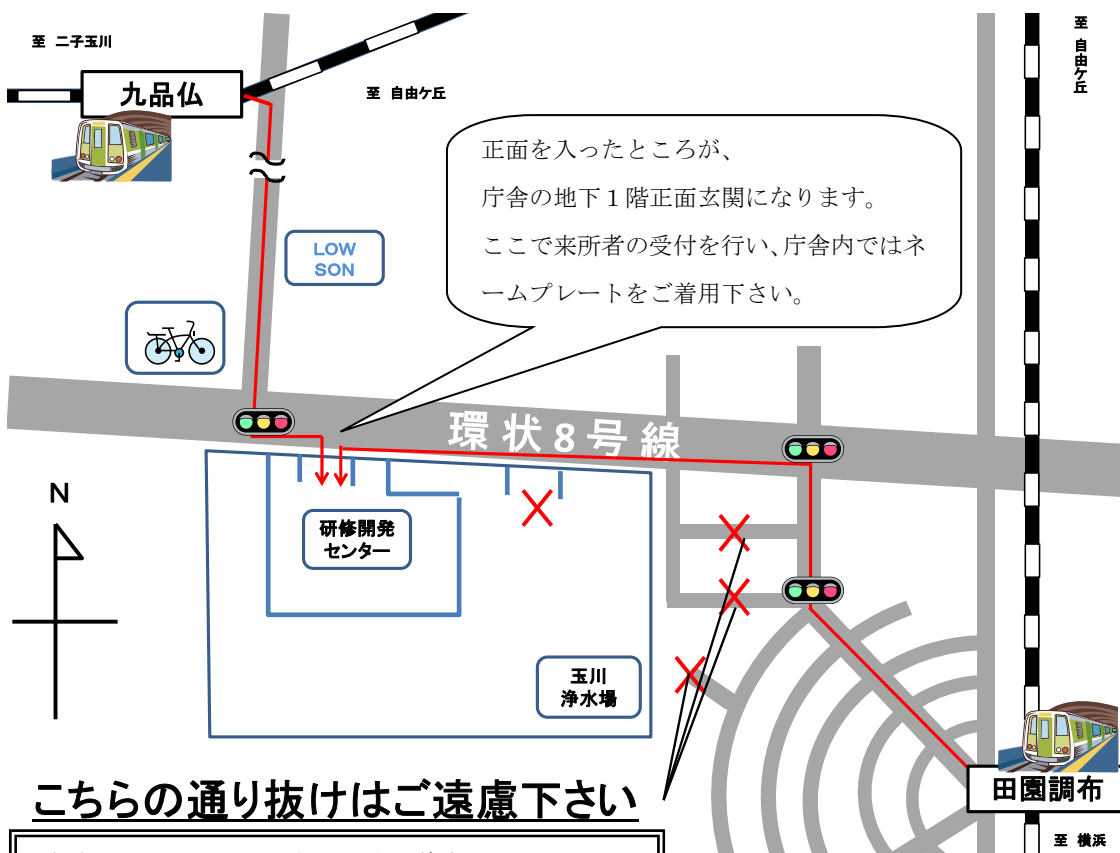 至 二子玉川
九品仏
至 自由ケ丘
至 自由ケ丘
正面を入ったところが、
庁舎の地下１階正面玄関になります。
ここで来所者の受付を行い、庁舎内ではネ
ームプレートをご着用下さい。
LOW
SON
環状8号線
N
研修開発
センター
玉川
浄水場
こちらの通り抜けはご遠慮下さい
田園調布
至 横浜